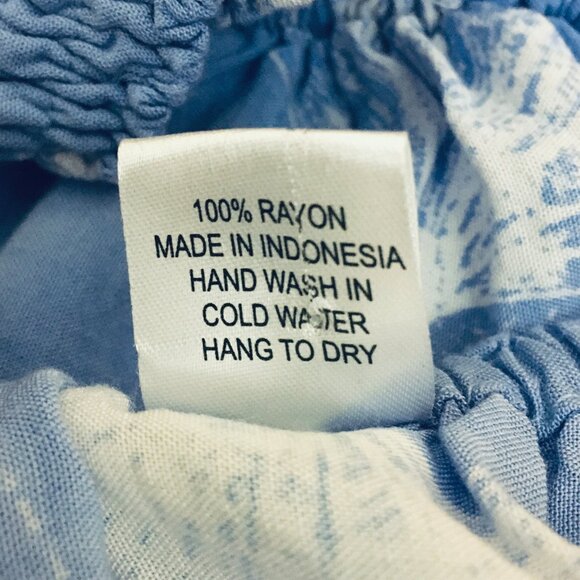 100% RAYON
MADE IN INDONESIA
HAND WASH IN
COLD WATER
HANG TO DRY